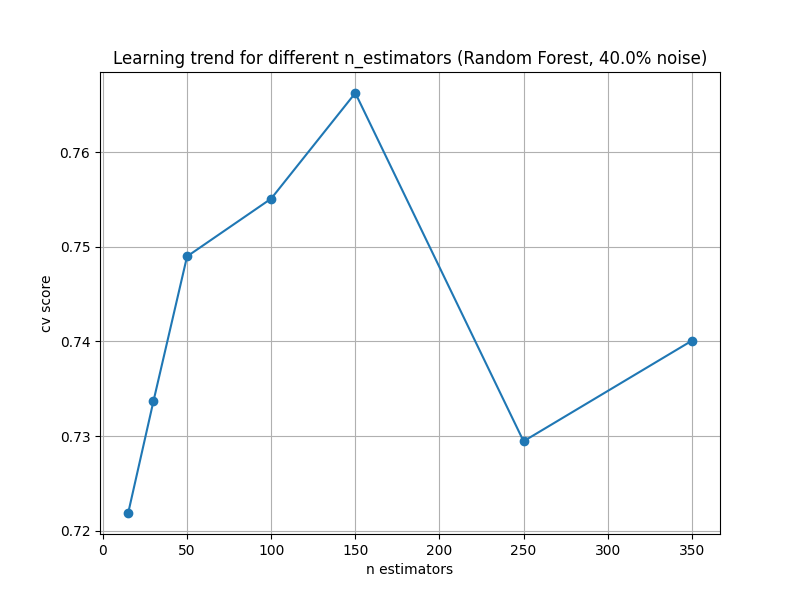 Learning trend for different n_estimators (Random Forest, 40.0% noise)
0.76
0.75
0.74
0.73
0.72
cv score
0 50 100 150 200 250 300 350
n estimators